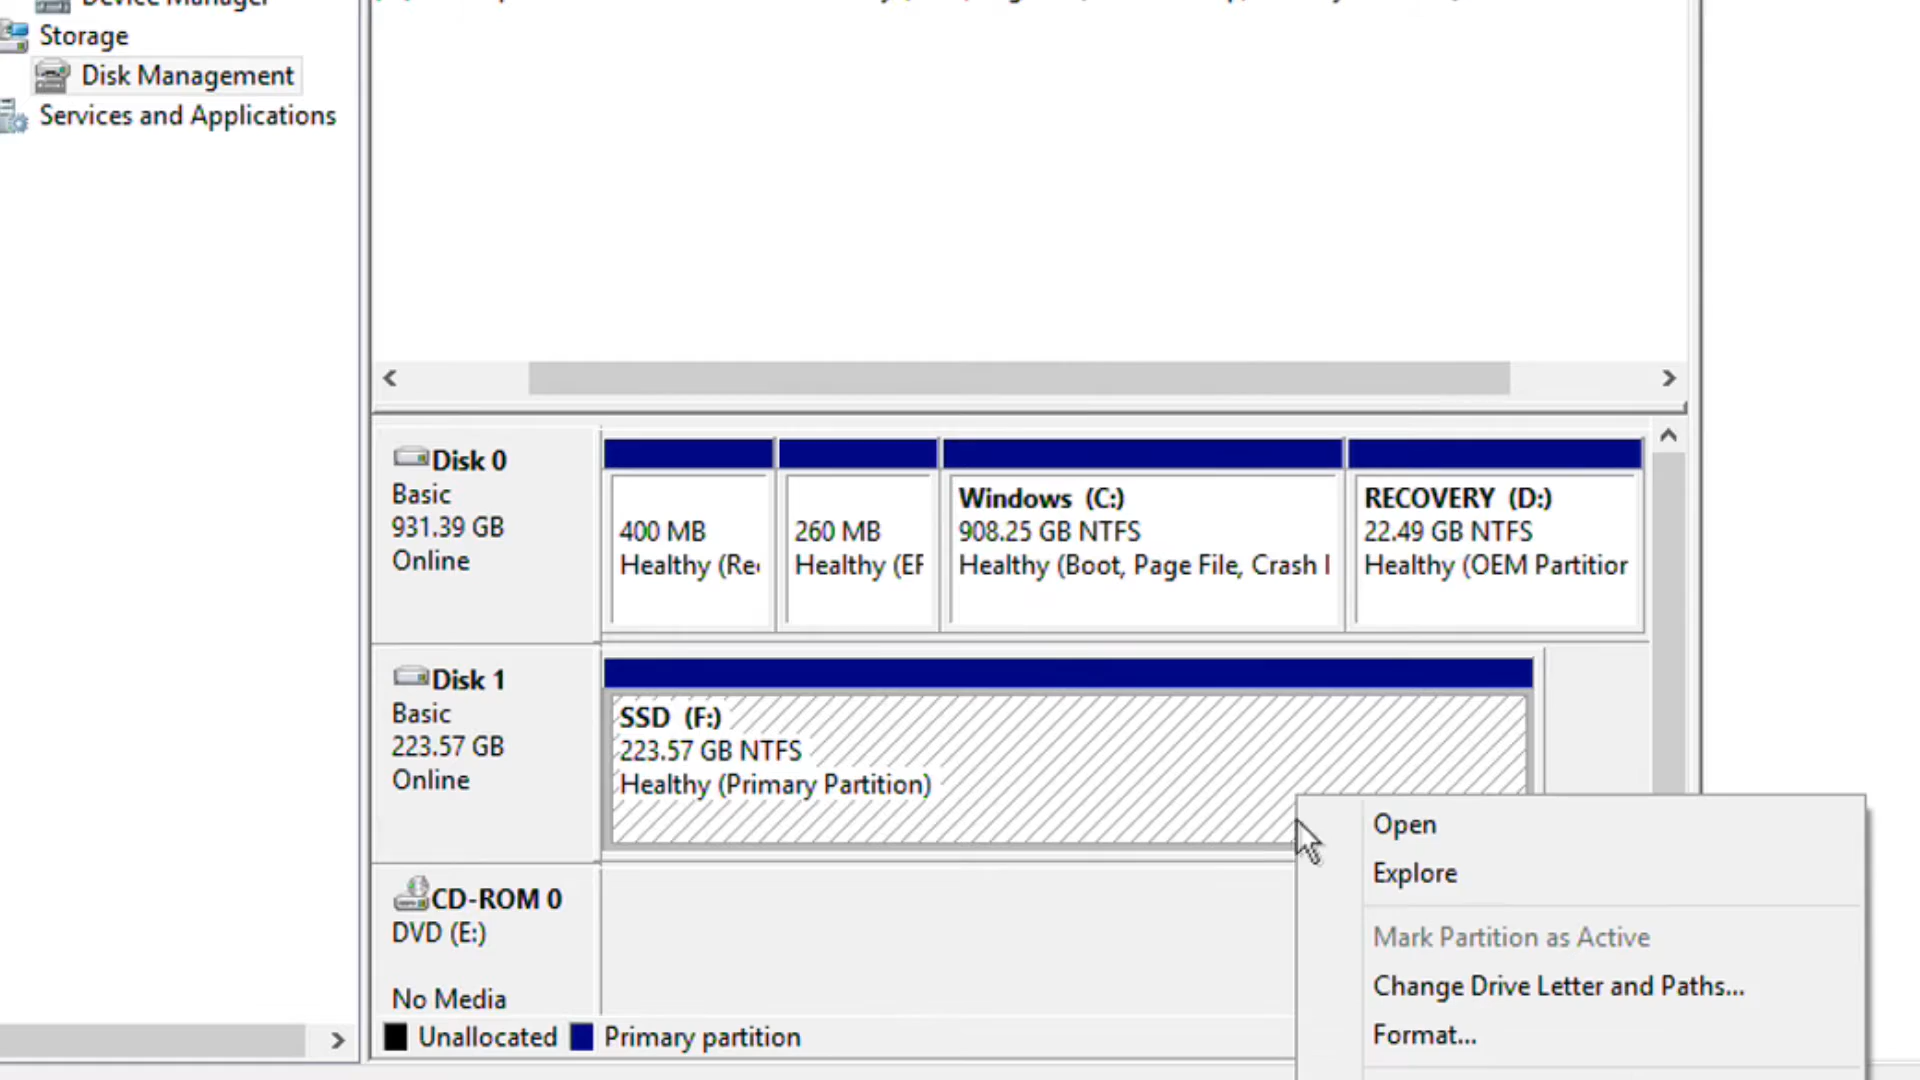 Device Manager
Storage
Disk Management
Services and Applications
Disk 0
Basic
931.39 GB
Online
400 MB
Healthy (Re
260 MB
Healthy (EF
Windows (C:)
908.25 GB NTFS
Healthy (Boot, Page File, Crash
RECOVERY (D:)
22.49 GB NTFS
Healthy (OEM Partition
Disk 1
Basic
223.57 GB
Online
SSD (F:)
223.57 GB NTFS
Healthy (Primary Partition)
CD-ROM 0
DVD (E:)
No Media
Unallocated
Primary partition
Open
Explore
Mark Partition as Active
Change Drive Letter and Paths...
Format...